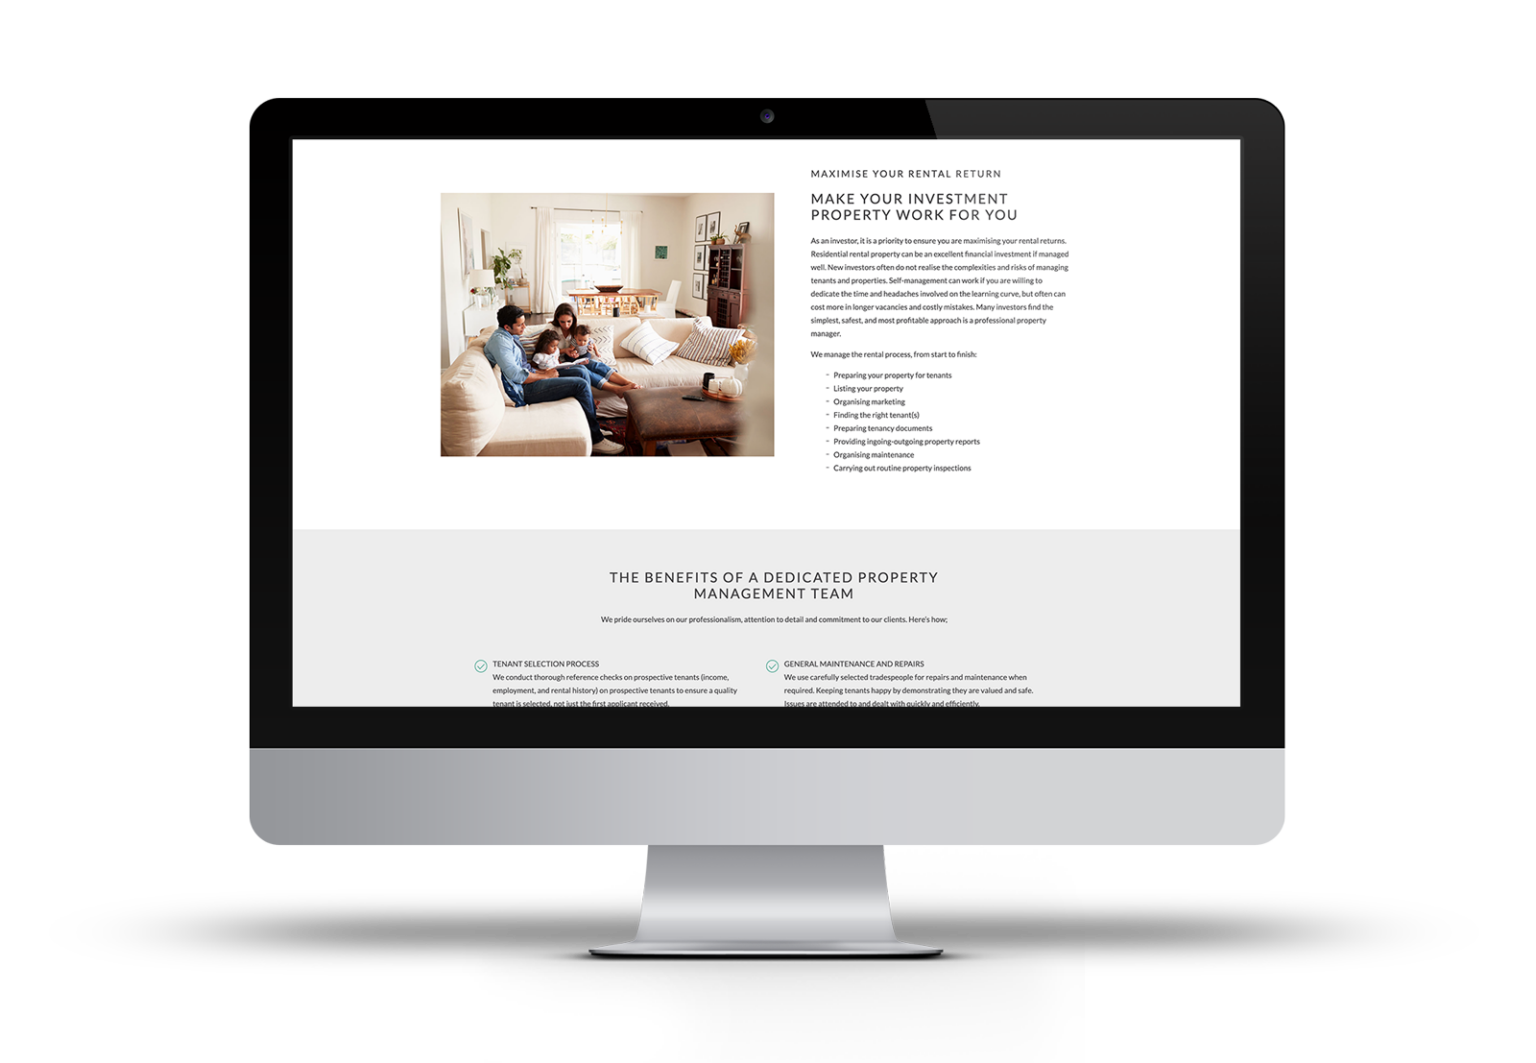 MAXIMISE YOUR RENTAL RETURN
MAKE YOUR INVESTMENT
PROPERTY WORK FOR YOU
As an investor, it is a priority to ensure you are maximising your rental returns.
Residential rental property can be an excellent financial investment if managed
well. New investors often do not realise the complexities and risks of managing
tenants and properties. Self-management can work if you are willing to
dedicate the time and headaches involved on the learning curve, but often can
cost more in longer vacancies and costly mistakes. Many investors find the
simplest, safest, and most profitable approach is a professional property
manager.
We manage the rental process, from start to finish:
– Preparing your property for tenants
– Listing your property
– Organising marketing
– Finding the right tenant(s)
– Preparing tenancy documents
– Providing ingoing-outgoing property reports
– Organising maintenance
– Carrying out routine property inspections
THE BENEFITS OF A DEDICATED PROPERTY
MANAGEMENT TEAM
We pride ourselves on our professionalism, attention to detail and commitment to our clients. Here's how;
TENANT SELECTION PROCESS
We conduct thorough reference checks on prospective tenants (income,
employment, and rental history) on prospective tenants to ensure a quality
tenant is selected, not just the first applicant received.
GENERAL MAINTENANCE AND REPAIRS
We use carefully selected tradespeople for repairs and maintenance when
required. Keeping tenants happy by demonstrating they are valued and safe.
Issues are attended to and dealt with quickly and efficiently.